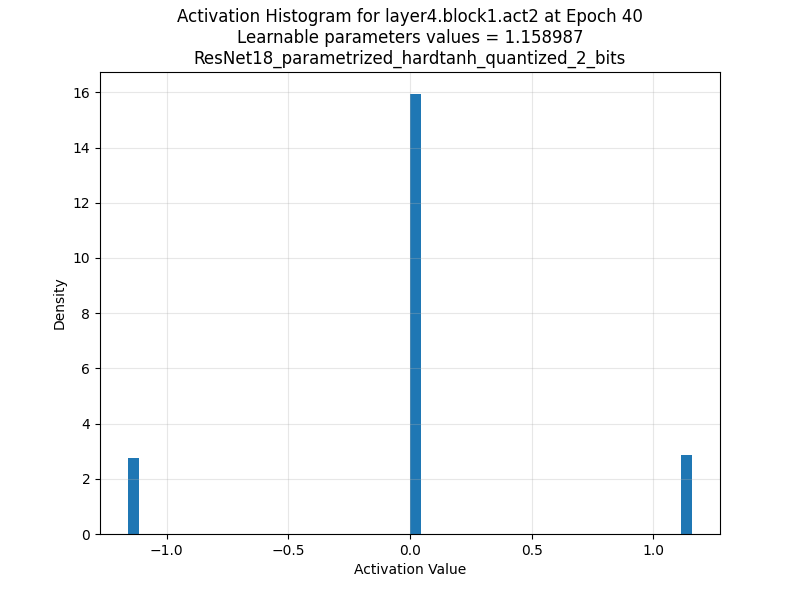 Activation Histogram for layer4.block1.act2 at Epoch 40
Learnable parameters values = 1.158987
ResNet18_parametrized_hardtanh_quantized_2_bits
16
14
12
10
8
6
4
2
0
Density
−1.0
−0.5
0.0
0.5
1.0
Activation Value